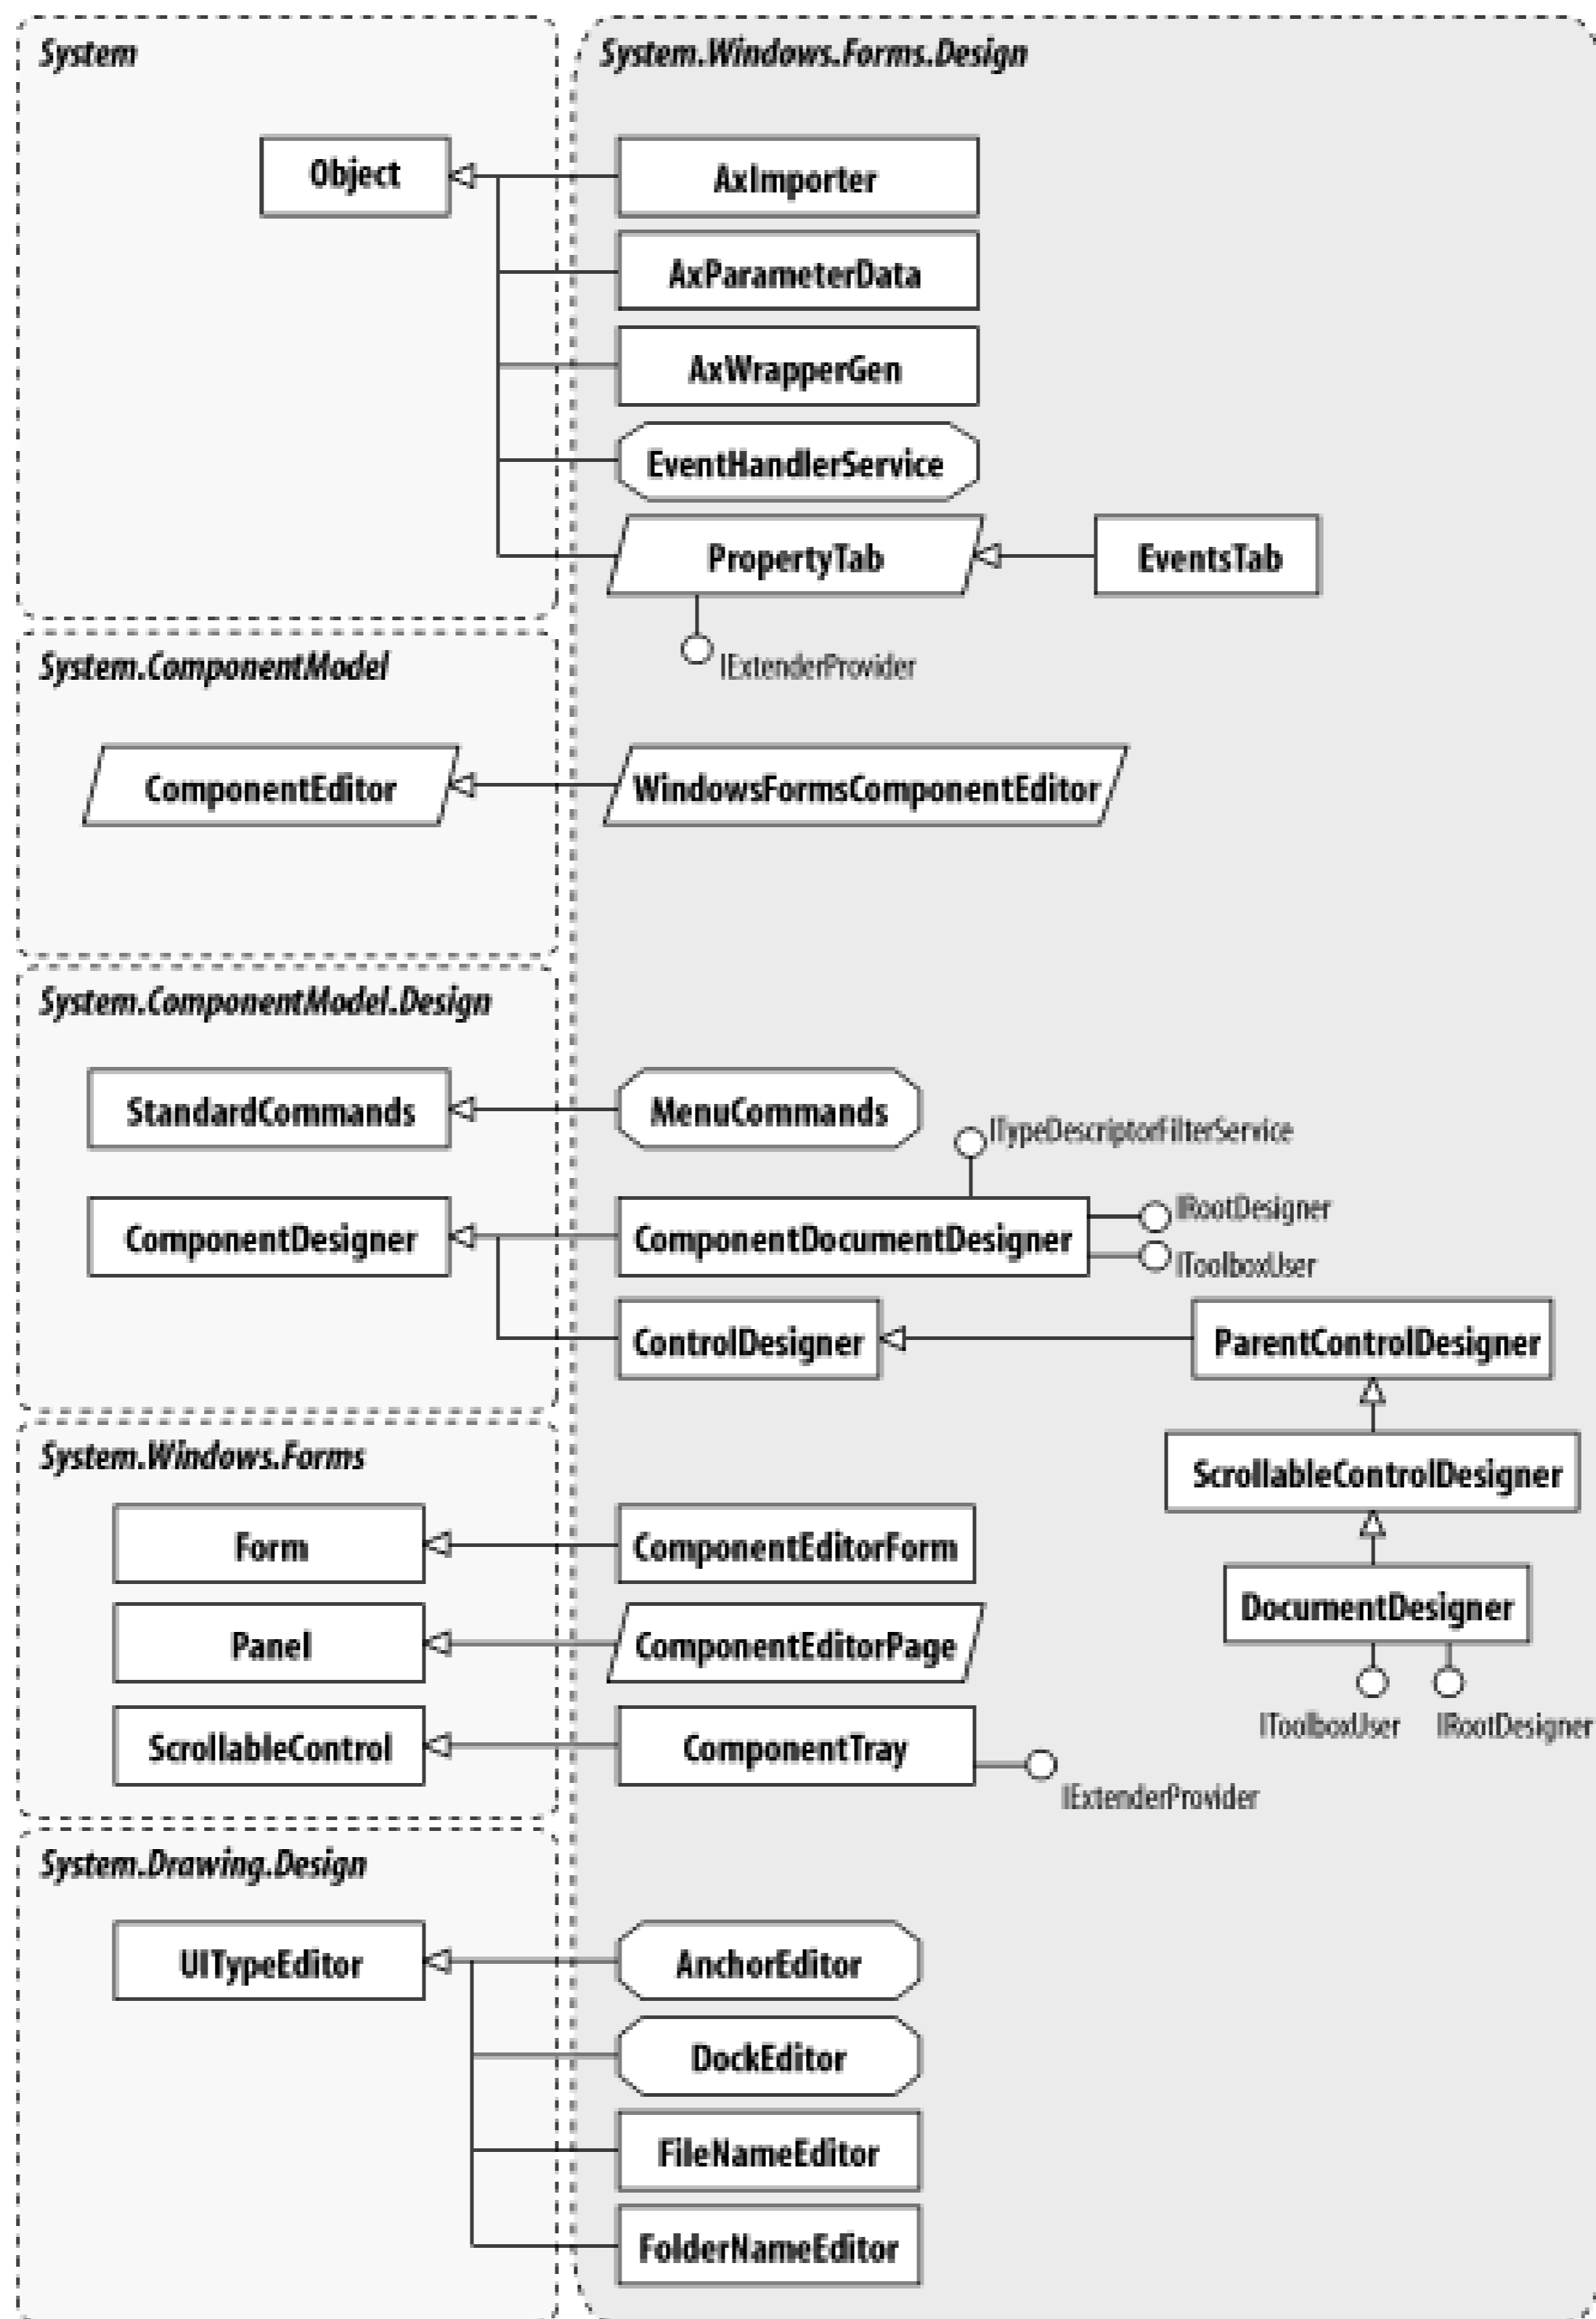 System
System.Windows.Forms.Design
Object
AxImporter
AxParameterData
AxWrapperGen
EventHandlerService
PropertyTab
EventsTab
IExtenderProvider
System.ComponentModel
ComponentEditor
WindowsFormsComponentEditor
System.ComponentModel.Design
StandardCommands
MenuCommands
ITypeDescriptorFilterService
ComponentDesigner
ComponentDocumentDesigner
IRootDesigner
IToolboxUser
ControlDesigner
ParentControlDesigner
System.Windows.Forms
ScrollableControlDesigner
Form
ComponentEditorForm
DocumentDesigner
Panel
ComponentEditorPage
IToolboxUser
IRootDesigner
ScrollableControl
ComponentTray
IExtenderProvider
System.Drawing.Design
UITypeEditor
AnchorEditor
DockEditor
FileNameEditor
FolderNameEditor